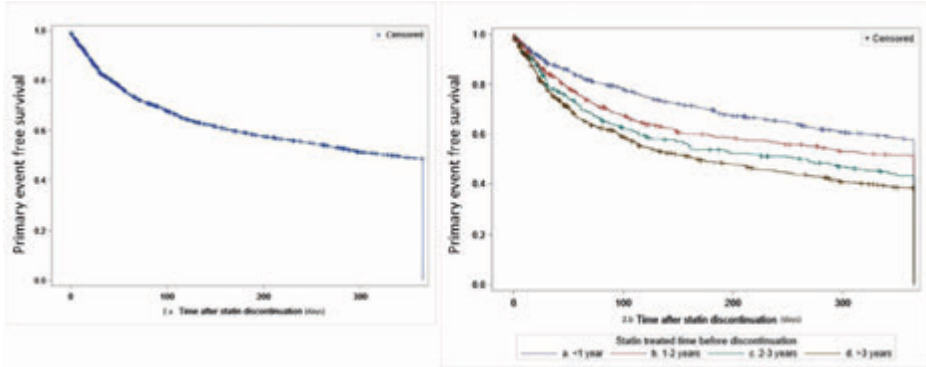 1.0
0.8
0.6
0.4
0.2
0.0
Primary event free survival
+ Censored
0
100
200
300
2.a Time after statin discontinuation (days)
1.0
0.8
0.6
0.4
0.2
0.0
Primary event free survival
+ Censored
0
100
200
300
2.b Time after statin discontinuation (days)
Statin treated time before discontinuation
a. <1 year b. 1-2 years c. 2-3 years d. >3 years